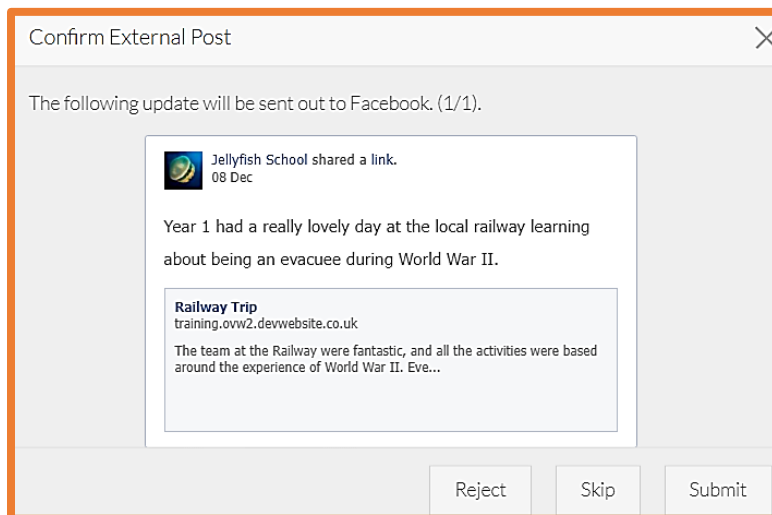 Confirm External Post
The following update will be sent out to Facebook. (1/1).
Jellyfish School shared a link.
08 Dec
Year 1 had a really lovely day at the local railway learning
about being an evacuee during World War II.
Railway Trip
training.ovw2.devwebsite.co.uk
The team at the Railway were fantastic, and all the activities were based
around the experience of World War II. Eve...
Reject Skip Submit